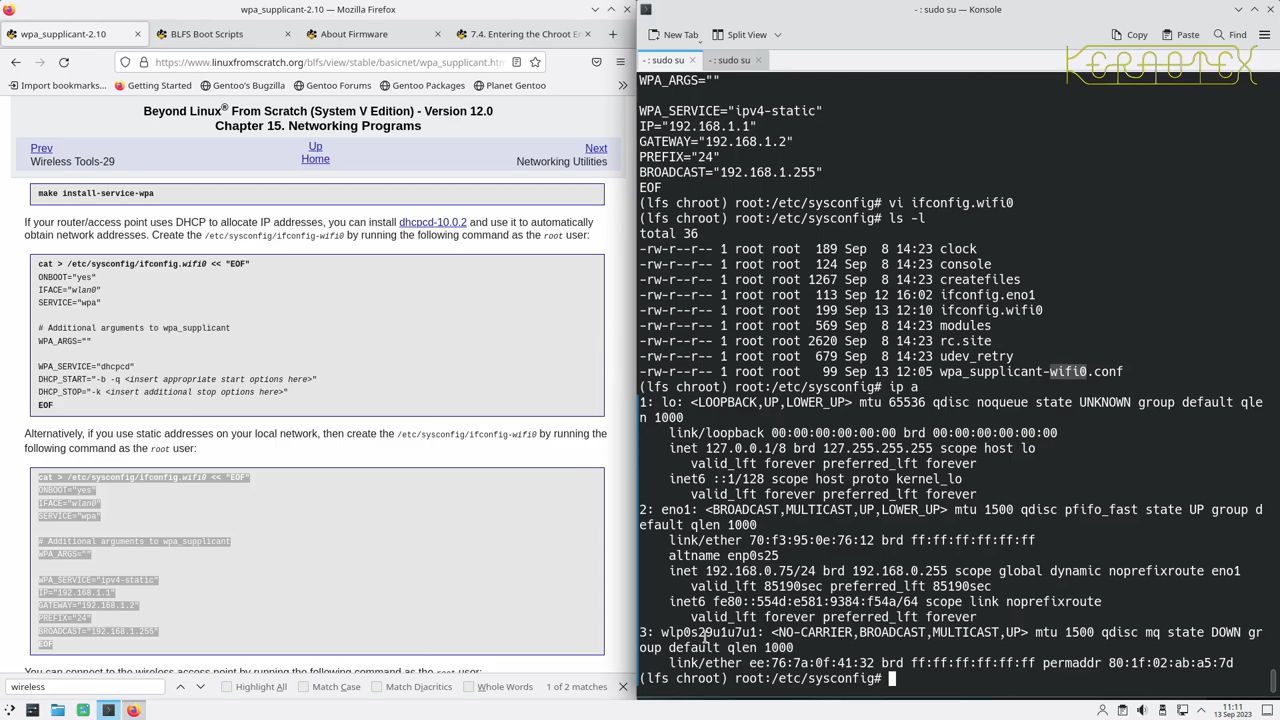 wpa_supplicant-2.10 — Mozilla Firefox
wpa_supplicant-2.10
BLFS Boot Scripts
About Firmware
7.4. Entering the Chroot En
https://www.linuxfromscratch.org/blfs/view/stable/basicnet/wpa_supplicant.htm
Import bookmarks...
Getting Started
Gentoo's Bugzilla
Gentoo Forums
Gentoo Packages
Planet Gentoo
Beyond Linux® From Scratch (System V Edition) - Version 12.0
Chapter 15. Networking Programs
Prev
Up
Next
Wireless Tools-29
Home
Networking Utilities
make install-service-wpa
If your router/access point uses DHCP to allocate IP addresses, you can install dhcpcd-10.0.2 and use it to automatically
obtain network addresses. Create the /etc/sysconfig/ifconfig-wifi0 by running the following command as the root user:
cat > /etc/sysconfig/ifconfig.wifi0 << "EOF"
ONBOOT="yes"
IFACE="wlan0"
SERVICE="wpa"
# Additional arguments to wpa_supplicant
WPA_ARGS=""
WPA_SERVICE="dhcpcd"
DHCP_START="-b -q <insert appropriate start options here>"
DHCP_STOP="-k <insert additional stop options here>"
EOF
Alternatively, if you use static addresses on your local network, then create the /etc/sysconfig/ifconfig-wifi0 by running the
following command as the root user:
cat > /etc/sysconfig/ifconfig.wifi0 << "EOF"
ONBOOT="yes"
IFACE="wlan0"
SERVICE="wpa"
# Additional arguments to wpa_supplicant
WPA_ARGS=""
WPA_SERVICE="ipv4-static"
IP="192.168.1.1"
GATEWAY="192.168.1.2"
PREFIX="24"
BROADCAST="192.168.1.255"
EOF
You can connect to the wireless access point by running the following command as the root user:
wireless
Highlight All
Match Case
Match Diacritics
Whole Words
1 of 2 matches
- : sudo su — Konsole
New Tab
Split View
Copy
Paste
Find
- : sudo su
- : sudo su
KERNOTEX
WPA_ARGS=""
WPA_SERVICE="ipv4-static"
IP="192.168.1.1"
GATEWAY="192.168.1.2"
PREFIX="24"
BROADCAST="192.168.1.255"
EOF
(lfs chroot) root:/etc/sysconfig# vi ifconfig.wifi0
(lfs chroot) root:/etc/sysconfig# ls -l
total 36
-rw-r--r-- 1 root root  189 Sep  8 14:23 clock
-rw-r--r-- 1 root root  124 Sep  8 14:23 console
-rw-r--r-- 1 root root 1267 Sep  8 14:23 createfiles
-rw-r--r-- 1 root root  113 Sep 12 16:02 ifconfig.eno1
-rw-r--r-- 1 root root  199 Sep 13 12:10 ifconfig.wifi0
-rw-r--r-- 1 root root  569 Sep  8 14:23 modules
-rw-r--r-- 1 root root 2620 Sep  8 14:23 rc.site
-rw-r--r-- 1 root root  679 Sep  8 14:23 udev_retry
-rw-r--r-- 1 root root   99 Sep 13 12:05 wpa_supplicant-wifi0.conf
(lfs chroot) root:/etc/sysconfig# ip a
1: lo: <LOOPBACK,UP,LOWER_UP> mtu 65536 qdisc noqueue state UNKNOWN group default qle
n 1000
link/loopback 00:00:00:00:00:00 brd 00:00:00:00:00:00
inet 127.0.0.1/8 brd 127.255.255.255 scope host lo
valid_lft forever preferred_lft forever
inet6 ::1/128 scope host proto kernel_lo
valid_lft forever preferred_lft forever
2: eno1: <BROADCAST,MULTICAST,UP,LOWER_UP> mtu 1500 qdisc pfifo_fast state UP group d
efault qlen 1000
link/ether 70:f3:95:0e:76:12 brd ff:ff:ff:ff:ff:ff
altname enp0s25
inet 192.168.0.75/24 brd 192.168.0.255 scope global dynamic noprefixroute eno1
valid_lft 85190sec preferred_lft 85190sec
inet6 fe80::554d:e581:9384:f54a/64 scope link noprefixroute
valid_lft forever preferred_lft forever
3: wlp0s29u1u7u1: <NO-CARRIER,BROADCAST,MULTICAST,UP> mtu 1500 qdisc mq state DOWN gr
oup default qlen 1000
link/ether ee:76:7a:0f:41:32 brd ff:ff:ff:ff:ff:ff permaddr 80:1f:02:ab:a5:7d
(lfs chroot) root:/etc/sysconfig#
11:11
13 Sep 2023